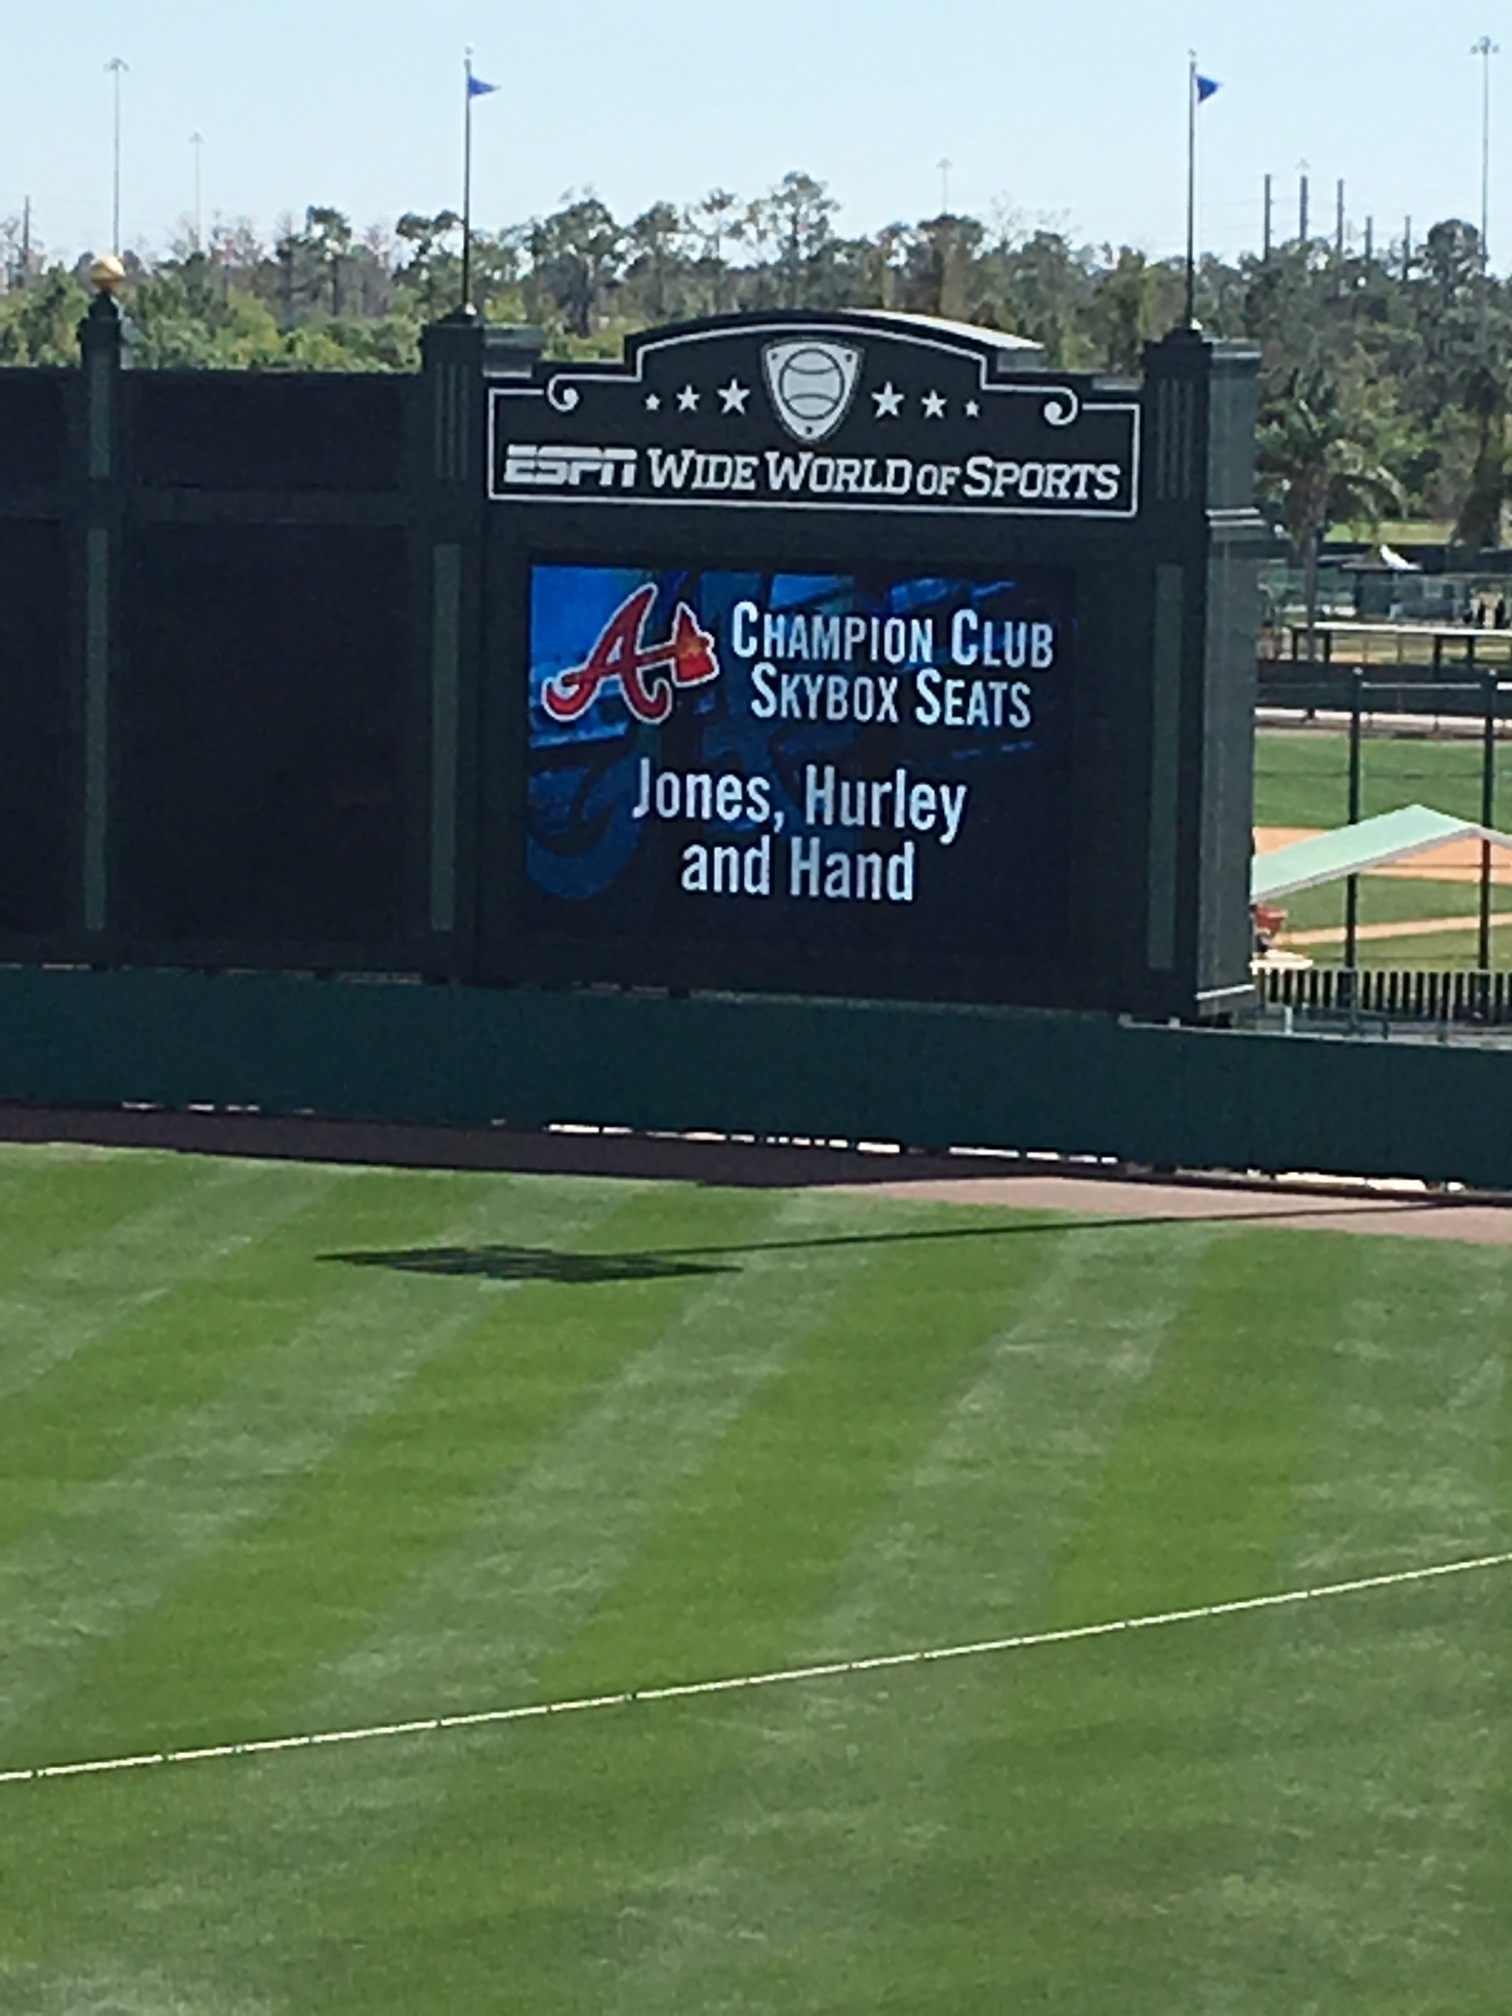 ESPN WIDE WORLD OF SPORTS
A CHAMPION CLUB
SKYBOX SEATS
Jones, Hurley
and Hand